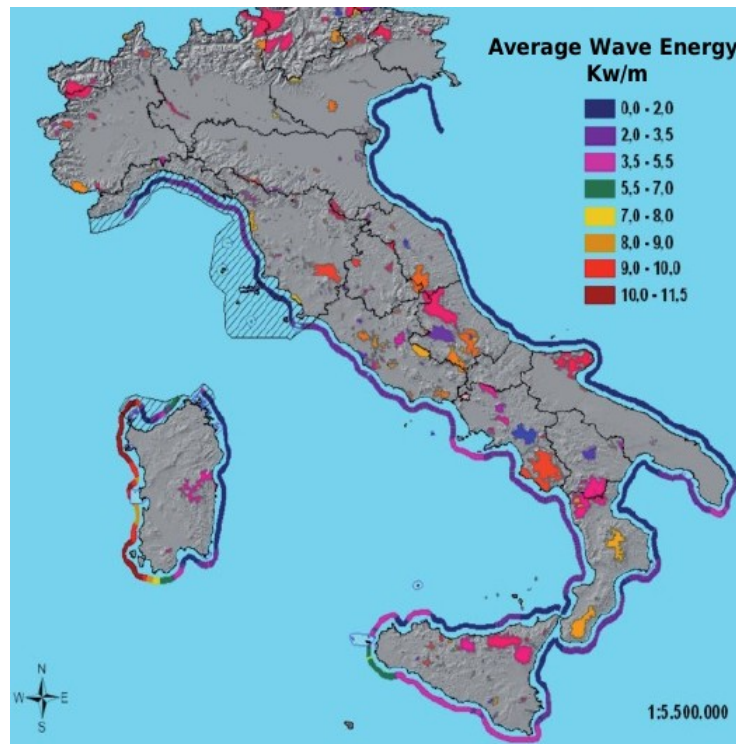 Average Wave Energy
Kw/m
0,0 - 2,0
2,0 - 3,5
3,5 - 5,5
5,5 - 7,0
7,0 - 8,0
8,0 - 9,0
9,0 - 10,0
10,0 - 11,5
N
W E
S
1:5.500.000